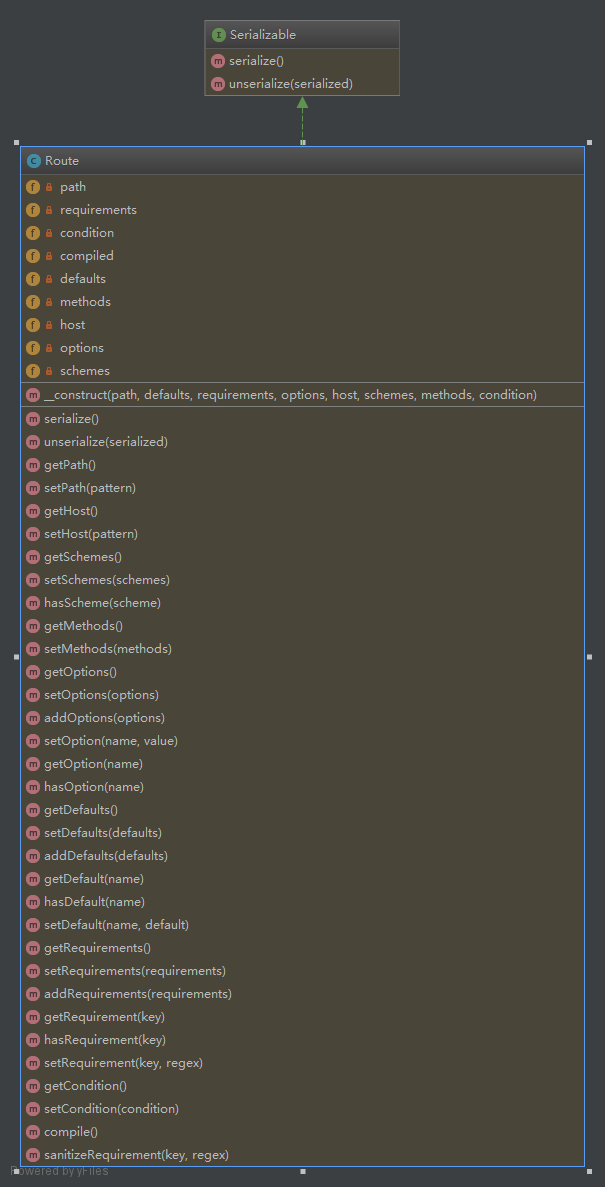 Serializable
serialize()
unserialize(serialized)
Route
path
requirements
condition
compiled
defaults
methods
host
options
schemes
__construct(path, defaults, requirements, options, host, schemes, methods, condition)
serialize()
unserialize(serialized)
getPath()
setPath(pattern)
getHost()
setHost(pattern)
getSchemes()
setSchemes(schemes)
hasScheme(scheme)
getMethods()
setMethods(methods)
getOptions()
setOptions(options)
addOptions(options)
setOption(name, value)
getOption(name)
hasOption(name)
getDefaults()
setDefaults(defaults)
addDefaults(defaults)
getDefault(name)
hasDefault(name)
setDefault(name, default)
getRequirements()
setRequirements(requirements)
addRequirements(requirements)
getRequirement(key)
hasRequirement(key)
setRequirement(key, regex)
getCondition()
setCondition(condition)
compile()
sanitizeRequirement(key, regex)
Powered by yFiles